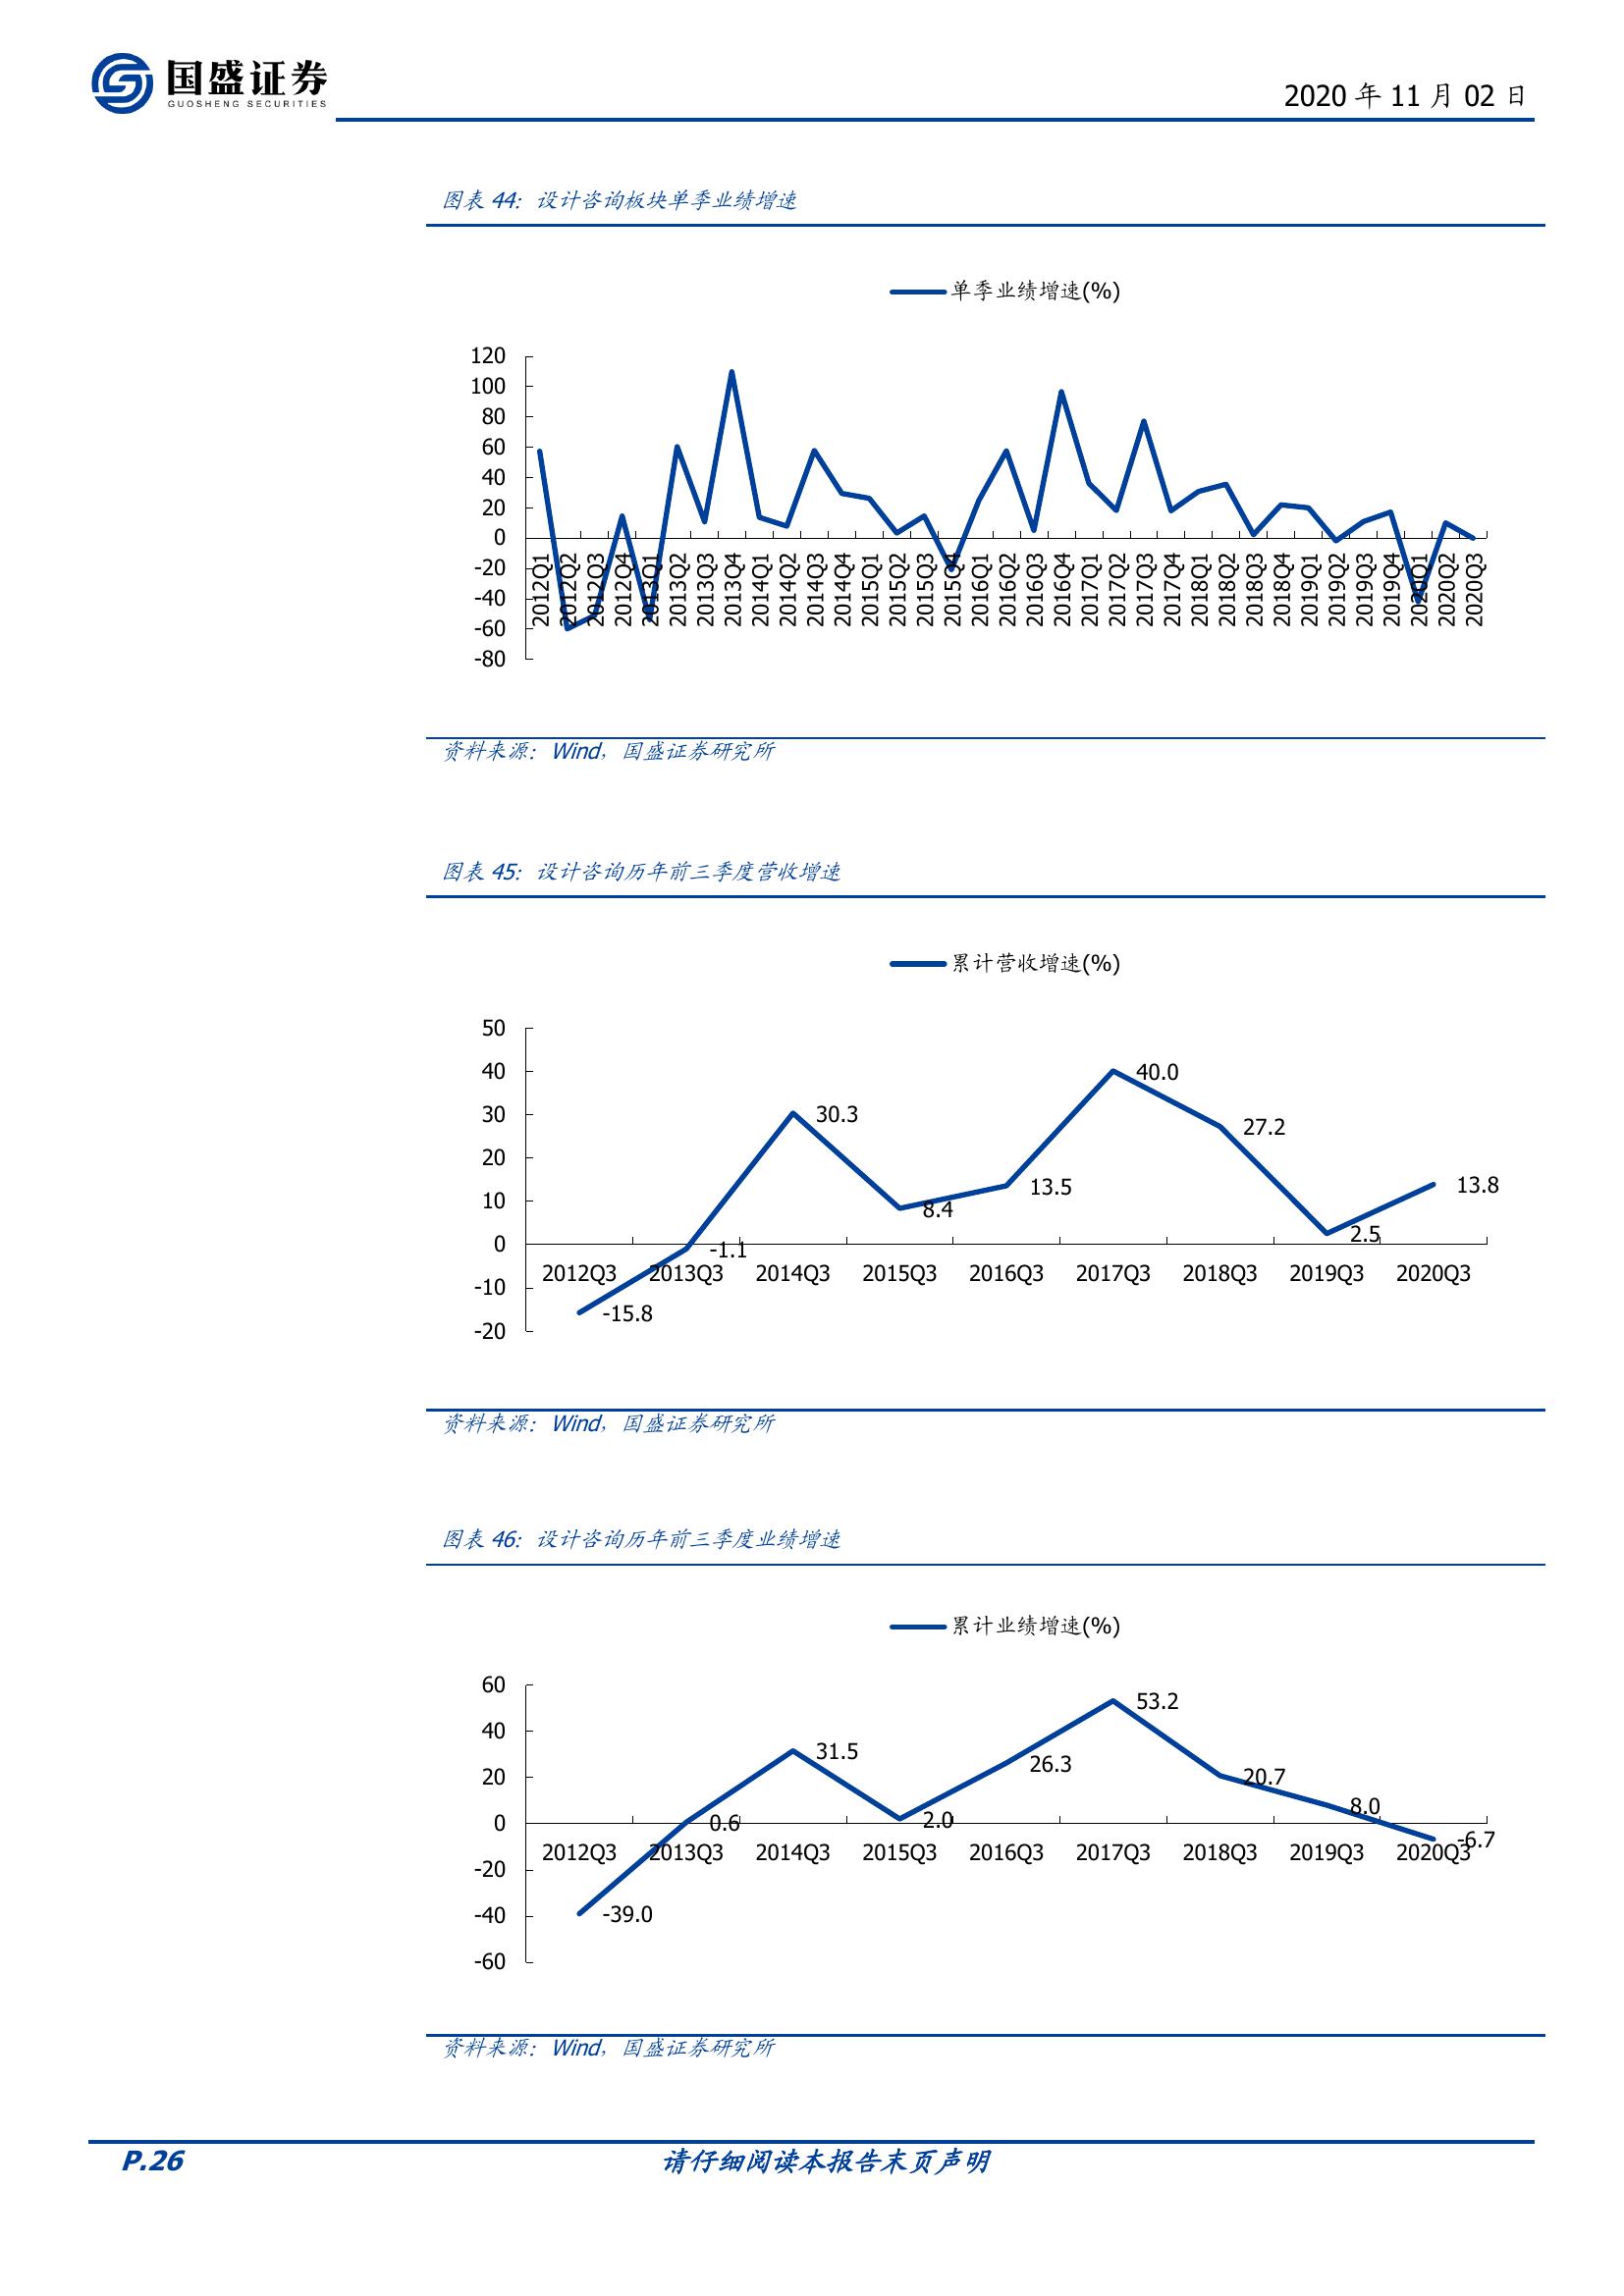 国盛证券
GUOSHENG SECURITIES
2020 年 11 月 02 日
图表 44：设计咨询板块单季业绩增速
单季业绩增速(%)
120
100
80
60
40
20
0
-20
-40
-60
-80
2012Q1 2012Q2 2012Q3 2012Q4 2013Q1 2013Q2 2013Q3 2013Q4 2014Q1 2014Q2 2014Q3 2014Q4 2015Q1 2015Q2 2015Q3 2015Q4 2016Q1 2016Q2 2016Q3 2016Q4 2017Q1 2017Q2 2017Q3 2017Q4 2018Q1 2018Q2 2018Q3 2018Q4 2019Q1 2019Q2 2019Q3 2019Q4 2020Q1 2020Q2 2020Q3
资料来源：Wind，国盛证券研究所
图表 45：设计咨询历年前三季度营收增速
累计营收增速(%)
50
40
30
20
10
0
-10
-20
-15.8
-1.1
30.3
8.4
13.5
40.0
27.2
2.5
13.8
2012Q3 2013Q3 2014Q3 2015Q3 2016Q3 2017Q3 2018Q3 2019Q3 2020Q3
资料来源：Wind，国盛证券研究所
图表 46：设计咨询历年前三季度业绩增速
累计业绩增速(%)
60
40
20
0
-20
-40
-60
-39.0
0.6
31.5
2.0
26.3
53.2
20.7
8.0
-6.7
2012Q3 2013Q3 2014Q3 2015Q3 2016Q3 2017Q3 2018Q3 2019Q3 2020Q3
资料来源：Wind，国盛证券研究所
P.26
请仔细阅读本报告末页声明